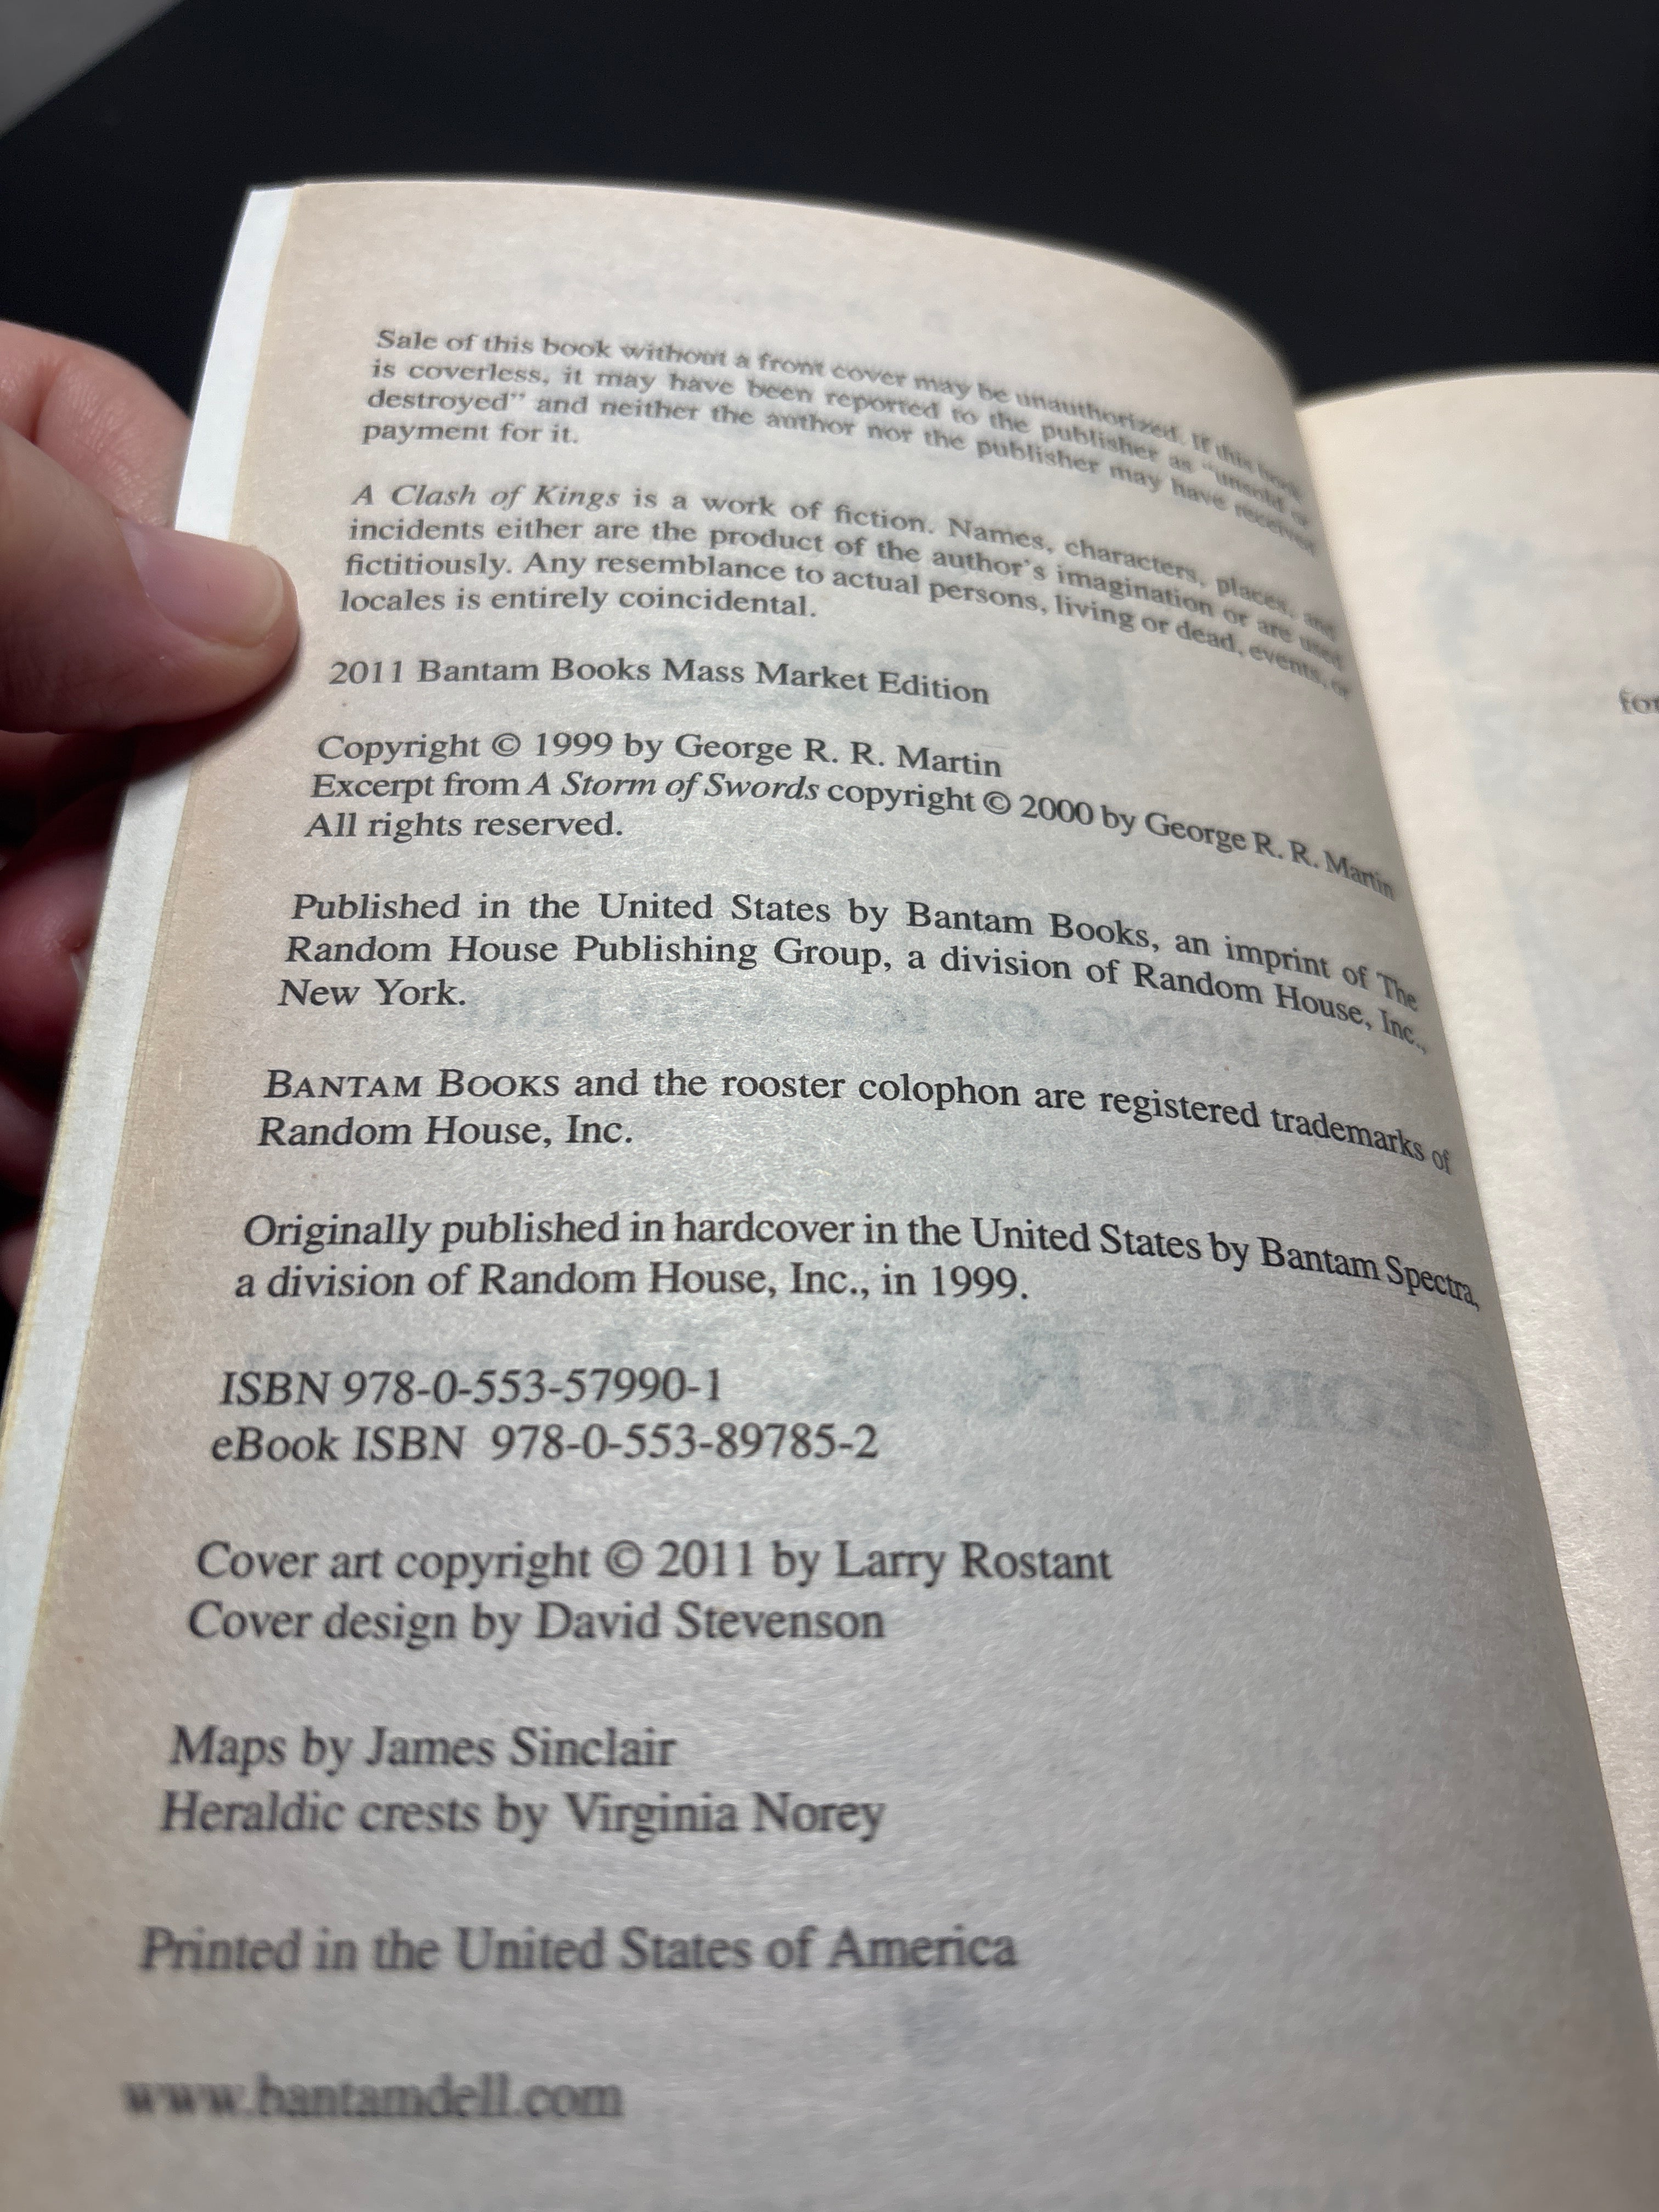 Sale of this book without a front cover may be unauthorized. If this book
is coverless, it may have been reported to the publisher as “unsold or
destroyed” and neither the author nor the publisher may have received
payment for it.
A Clash of Kings is a work of fiction. Names, characters, places, and
incidents either are the product of the author’s imagination or are used
fictitiously. Any resemblance to actual persons, living or dead, events, or
locales is entirely coincidental.
2011 Bantam Books Mass Market Edition
Copyright © 1999 by George R. R. Martin
Excerpt from A Storm of Swords copyright © 2000 by George R. R. Martin
All rights reserved.
Published in the United States by Bantam Books, an imprint of The
Random House Publishing Group, a division of Random House, Inc.,
New York.
BANTAM BOOKS and the rooster colophon are registered trademarks of
Random House, Inc.
Originally published in hardcover in the United States by Bantam Spectra,
a division of Random House, Inc., in 1999.
ISBN 978-0-553-57990-1
eBook ISBN 978-0-553-89785-2
Cover art copyright © 2011 by Larry Rostant
Cover design by David Stevenson
Maps by James Sinclair
Heraldic crests by Virginia Norey
Printed in the United States of America
www.bantamdell.com